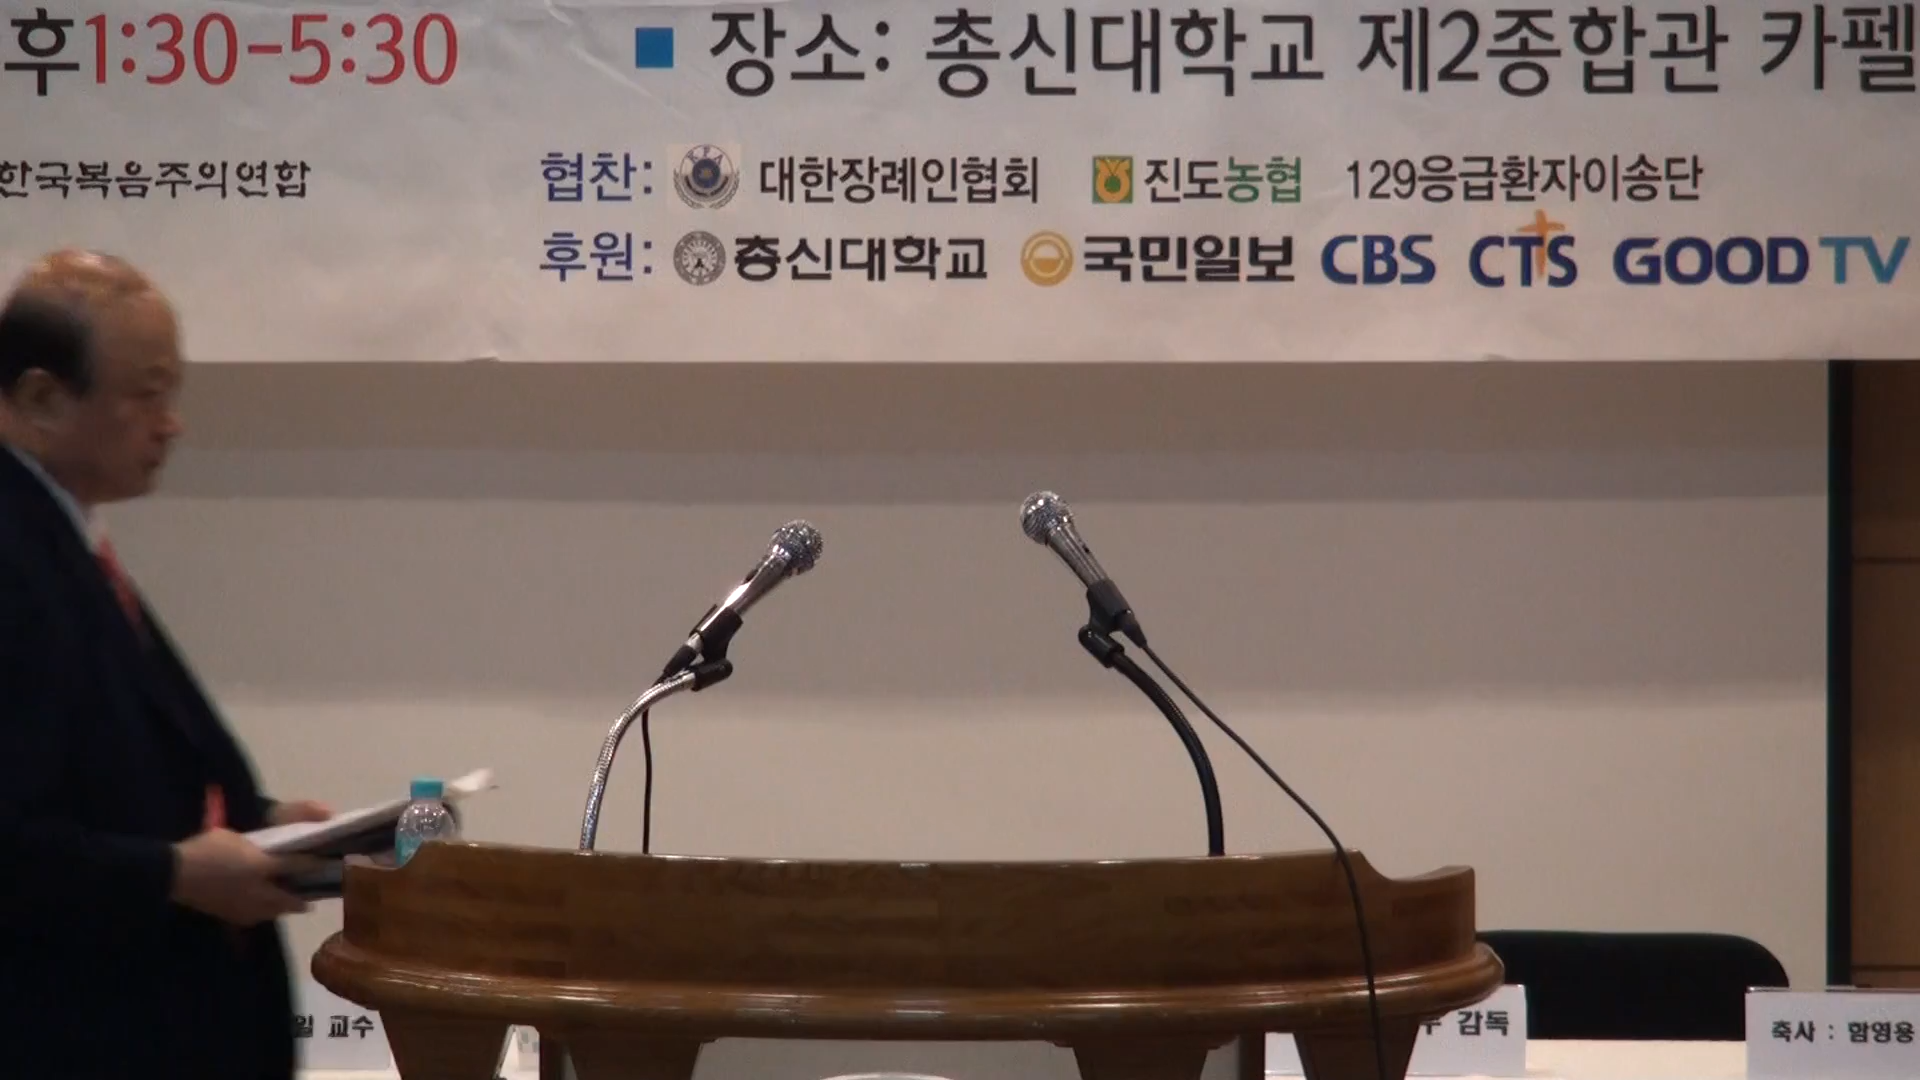 후1:30-5:30 ■ 장소: 총신대학교 제2종합관 카펠
한국복음주의연합 협찬: KFA 대한장례인협회 진도농협 129응급환자이송단
후원: 총신대학교 국민일보 CBS CTS GOODTV
일 교수
감독
축사 : 함영용